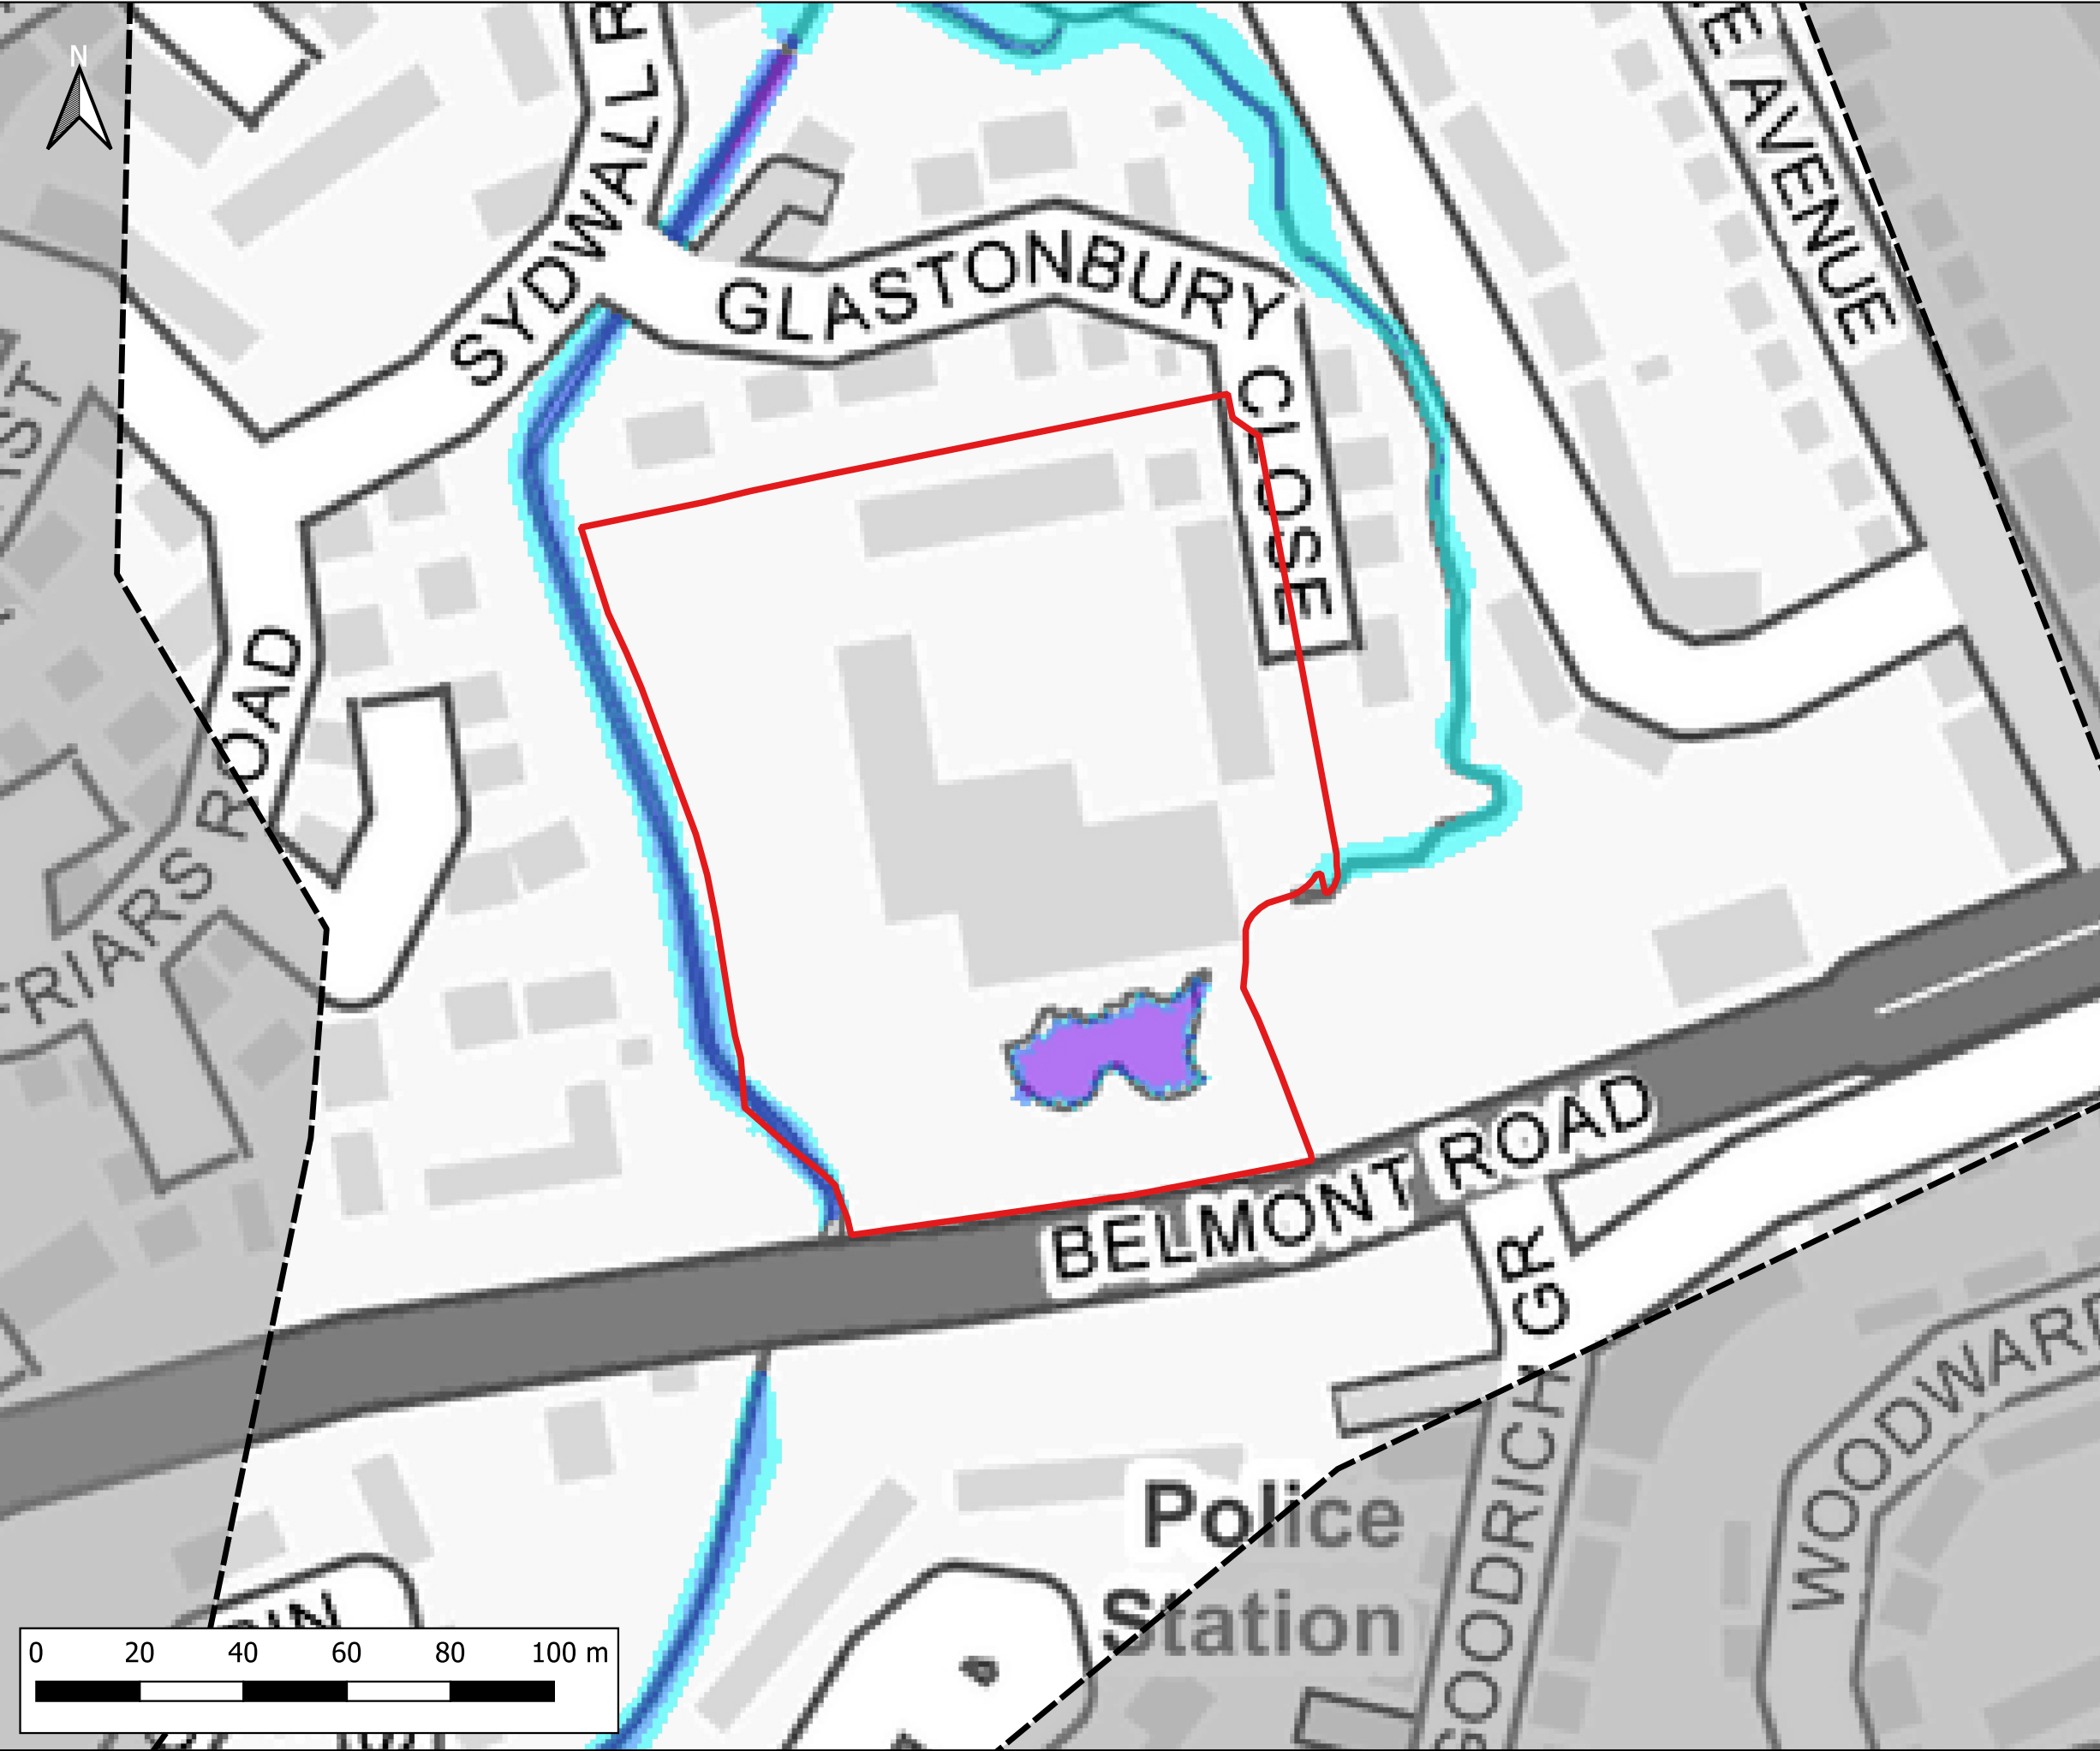 N
SYDWALL R
E AVENUE
GLASTONBURY CLOSE
FRIARS ROAD
BELMONT ROAD
GOODRICH GR
WOODWARD
Police
Station
0 20 40 60 80 100 m